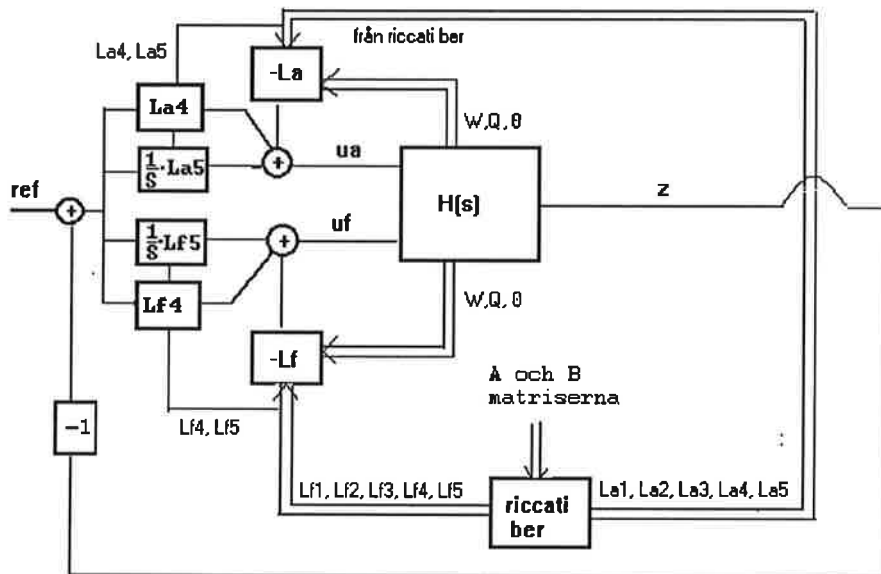 från riccati ber
La4, La5
-La
La4
W,Q,θ
1/S·La5
ua
ref
+
+
H(s)
z
1/S·Lf5
+
uf
Lf4
W,Q,θ
-Lf
A och B
matriserna
-1
Lf4, Lf5
:
Lf1, Lf2, Lf3, Lf4, Lf5
riccati
ber
La1, La2, La3, La4, La5